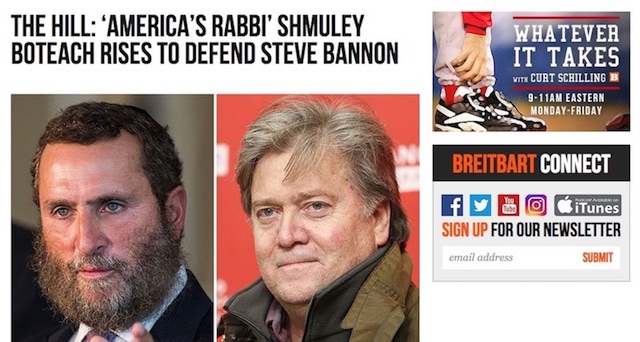 THE HILL: ‘AMERICA’S RABBI’ SHMULEY
BOTEACH RISES TO DEFEND STEVE BANNON
WHATEVER
IT TAKES
WITH CURT SCHILLING B
9-11AM EASTERN
MONDAY-FRIDAY
BREITBART CONNECT
You
Tube
Podcast Available on
iTunes
SIGN UP FOR OUR NEWSLETTER
email address
SUBMIT